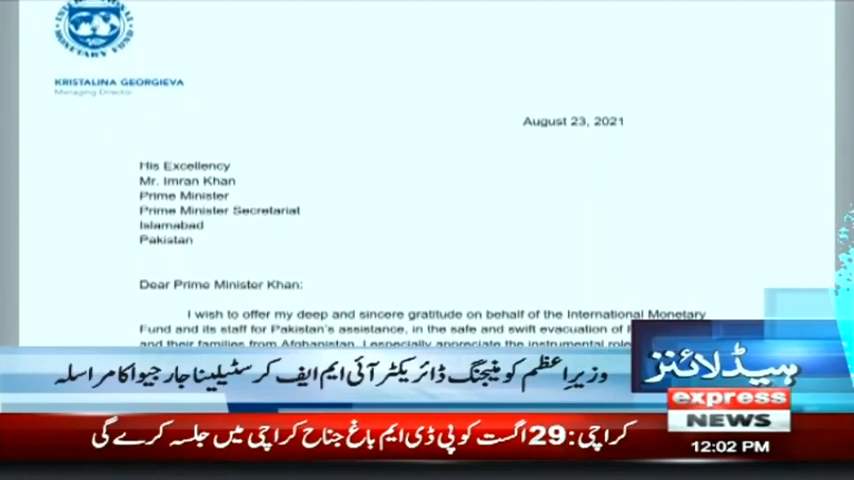 INTERNATIONAL
MONETARY FUND
KRISTALINA GEORGIEVA
Managing Director
August 23, 2021
His Excellency
Mr. Imran Khan
Prime Minister
Prime Minister Secretariat
Islamabad
Pakistan
Dear Prime Minister Khan:
I wish to offer my deep and sincere gratitude on behalf of the International Monetary
Fund and its staff for Pakistan's assistance, in the safe and swift evacuation of
and their families from Afghanistan. I especially appreciate the instrumental
ہیڈلائنز
وزیراعظم کو منیجنگ ڈائریکٹر آئی ایم ایف کرسٹیلینا جارجیوا کا مراسلہ
express
NEWS
12:02 PM
کراچی: 29 اگست کو پی ڈی ایم باغ جناح کراچی میں جلسہ کرے گی